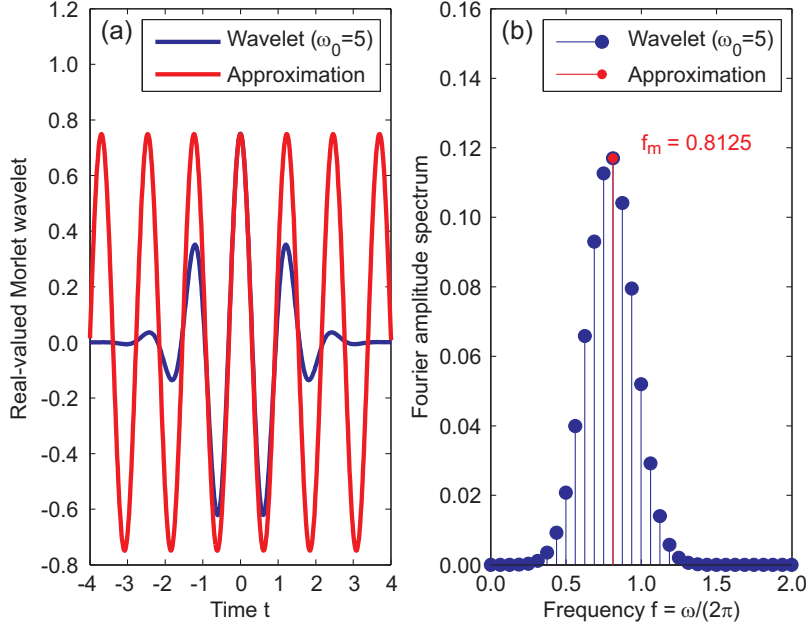 (a)
Wavelet (ω₀=5)
Approximation
1.2
1.0
0.8
0.6
0.4
0.2
0.0
-0.2
-0.4
-0.6
-0.8
Real-valued Morlet wavelet
-4 -3 -2 -1 0 1 2 3 4
Time t
(b)
Wavelet (ω₀=5)
Approximation
fₘ = 0.8125
0.16
0.14
0.12
0.10
0.08
0.06
0.04
0.02
0.00
Fourier amplitude spectrum
0.0 0.5 1.0 1.5 2.0
Frequency f = ω/(2π)